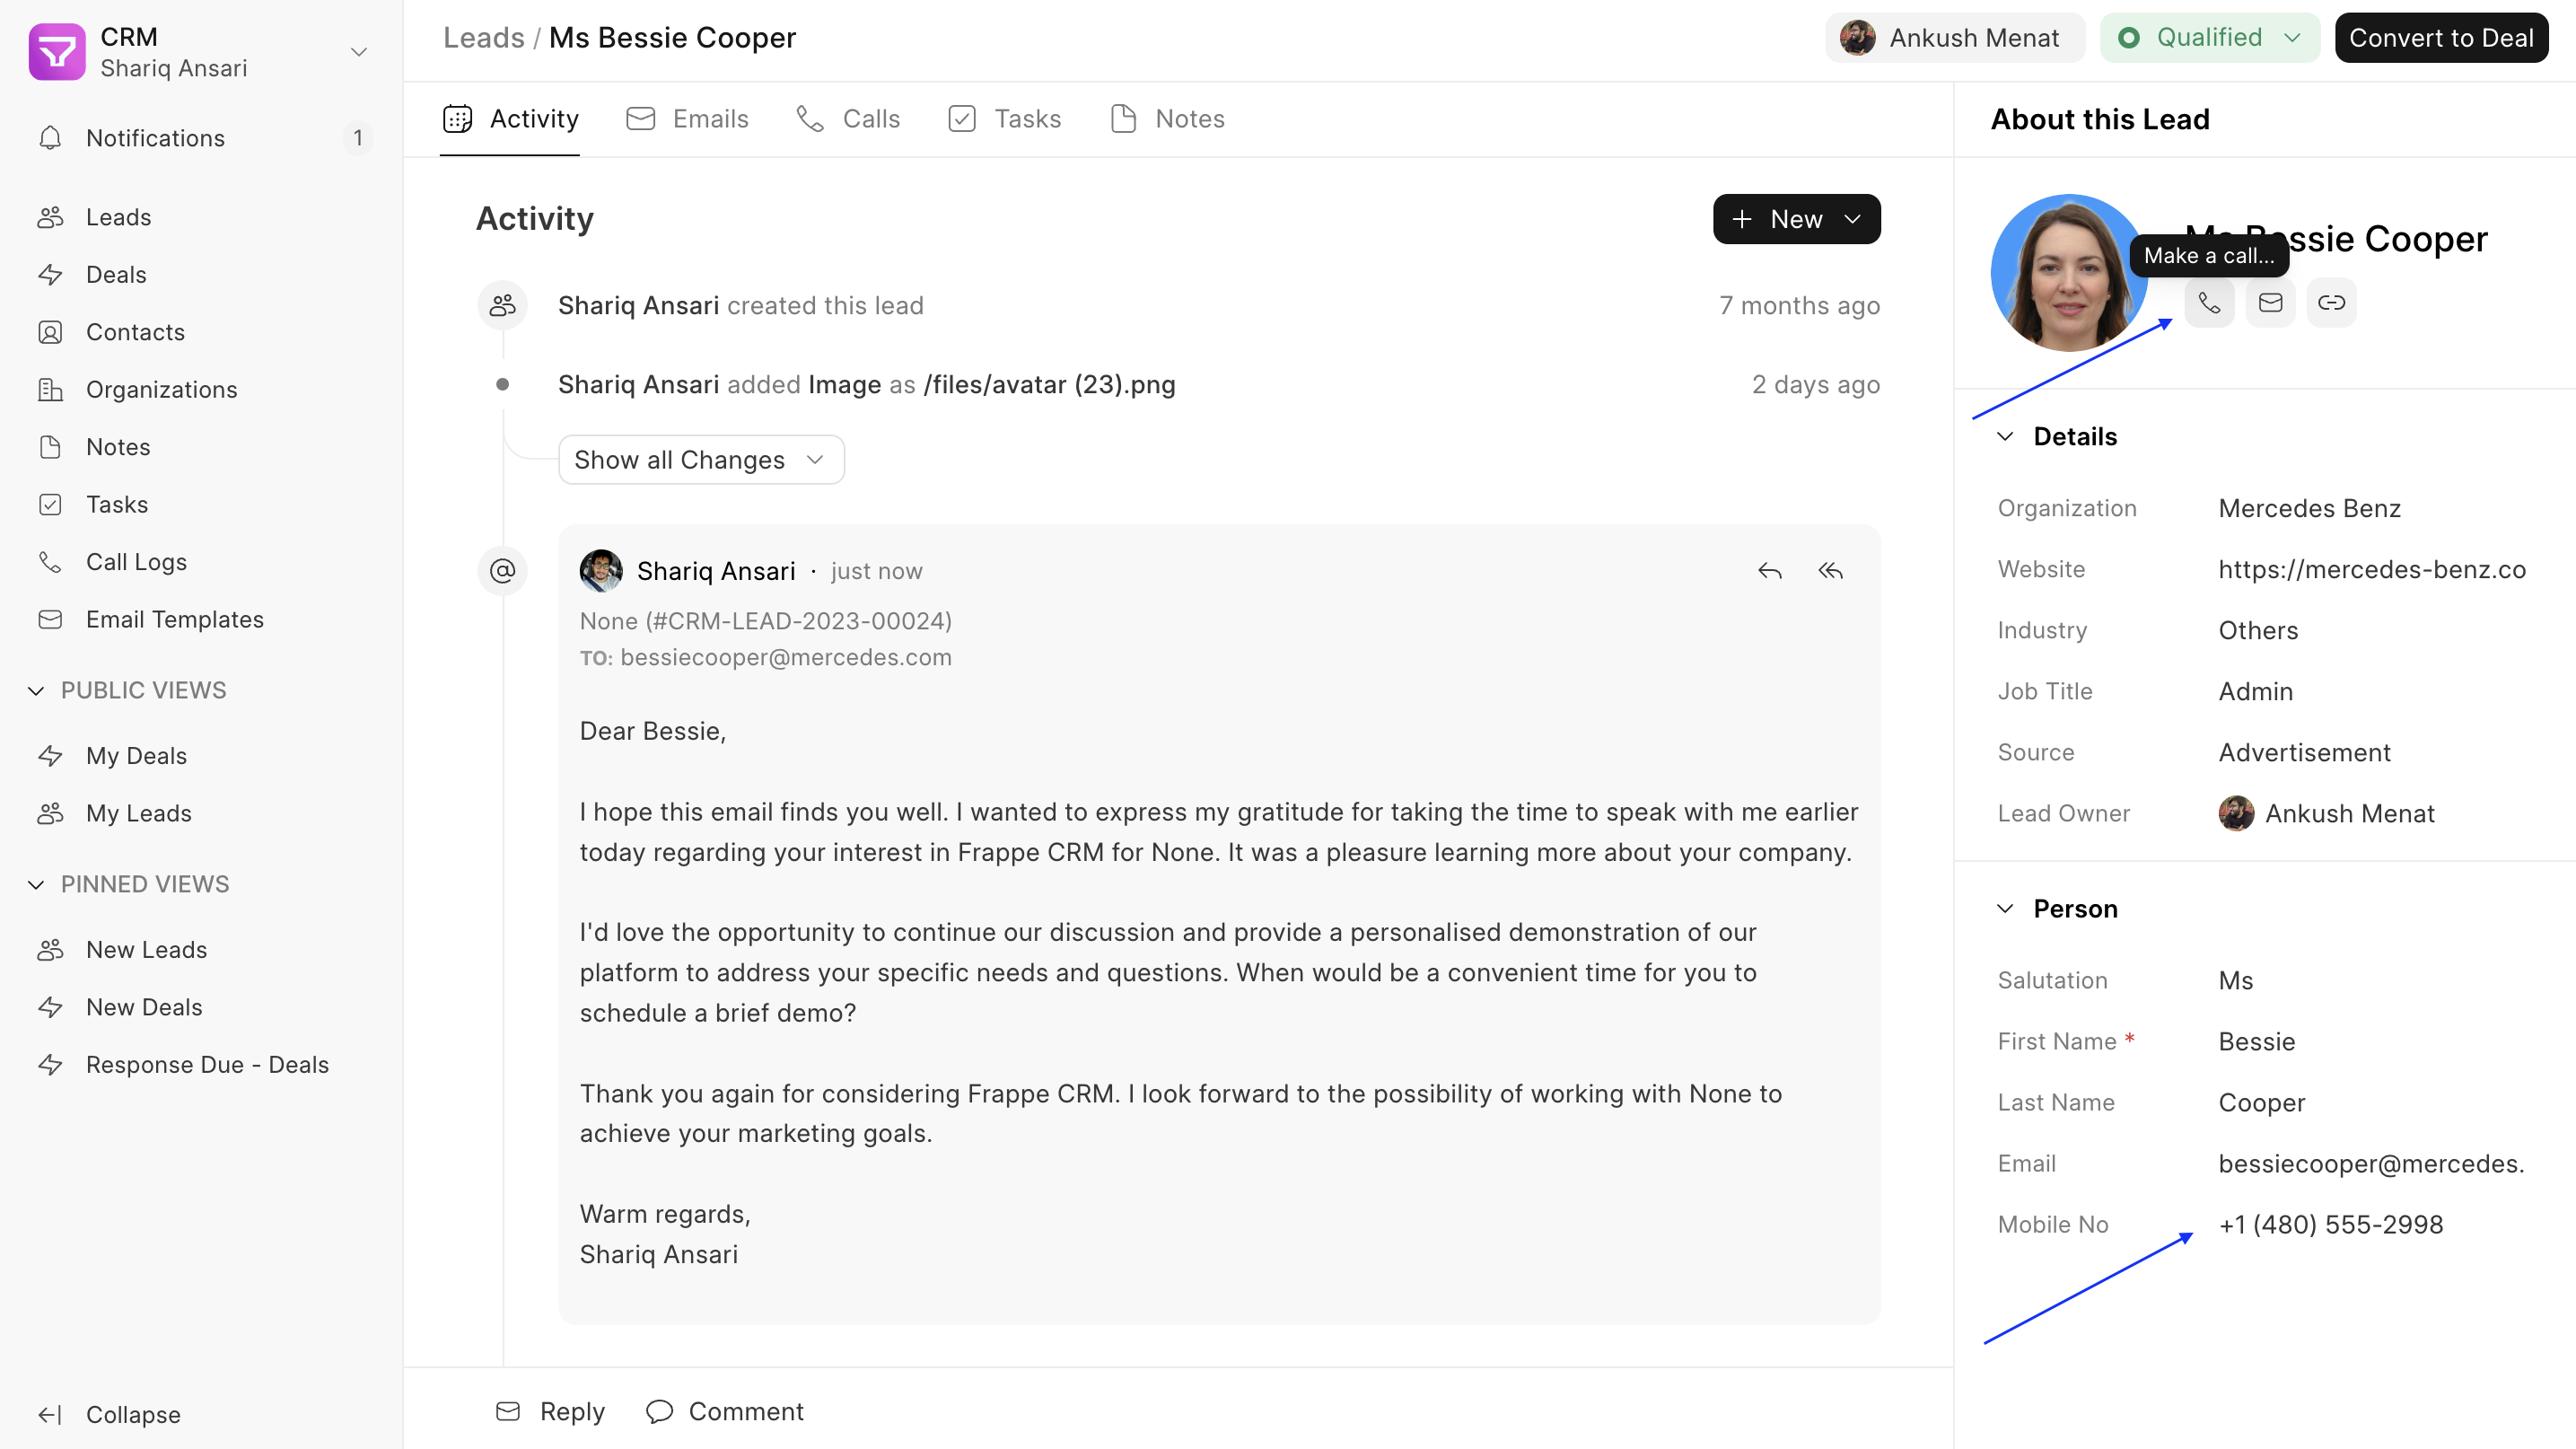 CRM
Shariq Ansari
Notifications 1
Leads
Deals
Contacts
Organizations
Notes
Tasks
Call Logs
Email Templates
PUBLIC VIEWS
My Deals
My Leads
PINNED VIEWS
New Leads
New Deals
Response Due - Deals
Collapse
Leads / Ms Bessie Cooper
Ankush Menat
Qualified
Convert to Deal
Activity
Emails
Calls
Tasks
Notes
Activity
New
Shariq Ansari created this lead
7 months ago
Shariq Ansari added Image as /files/avatar (23).png
2 days ago
Show all Changes
@
Shariq Ansari · just now
None (#CRM-LEAD-2023-00024)
TO: bessiecooper@mercedes.com
Dear Bessie,
I hope this email finds you well. I wanted to express my gratitude for taking the time to speak with me earlier
today regarding your interest in Frappe CRM for None. It was a pleasure learning more about your company.
I'd love the opportunity to continue our discussion and provide a personalised demonstration of our
platform to address your specific needs and questions. When would be a convenient time for you to
schedule a brief demo?
Thank you again for considering Frappe CRM. I look forward to the possibility of working with None to
achieve your marketing goals.
Warm regards,
Shariq Ansari
Reply
Comment
About this Lead
Ms Bessie Cooper
Make a call...
Details
Organization Mercedes Benz
Website https://mercedes-benz.co
Industry Others
Job Title Admin
Source Advertisement
Lead Owner Ankush Menat
Person
Salutation Ms
First Name * Bessie
Last Name Cooper
Email bessiecooper@mercedes.
Mobile No +1 (480) 555-2998